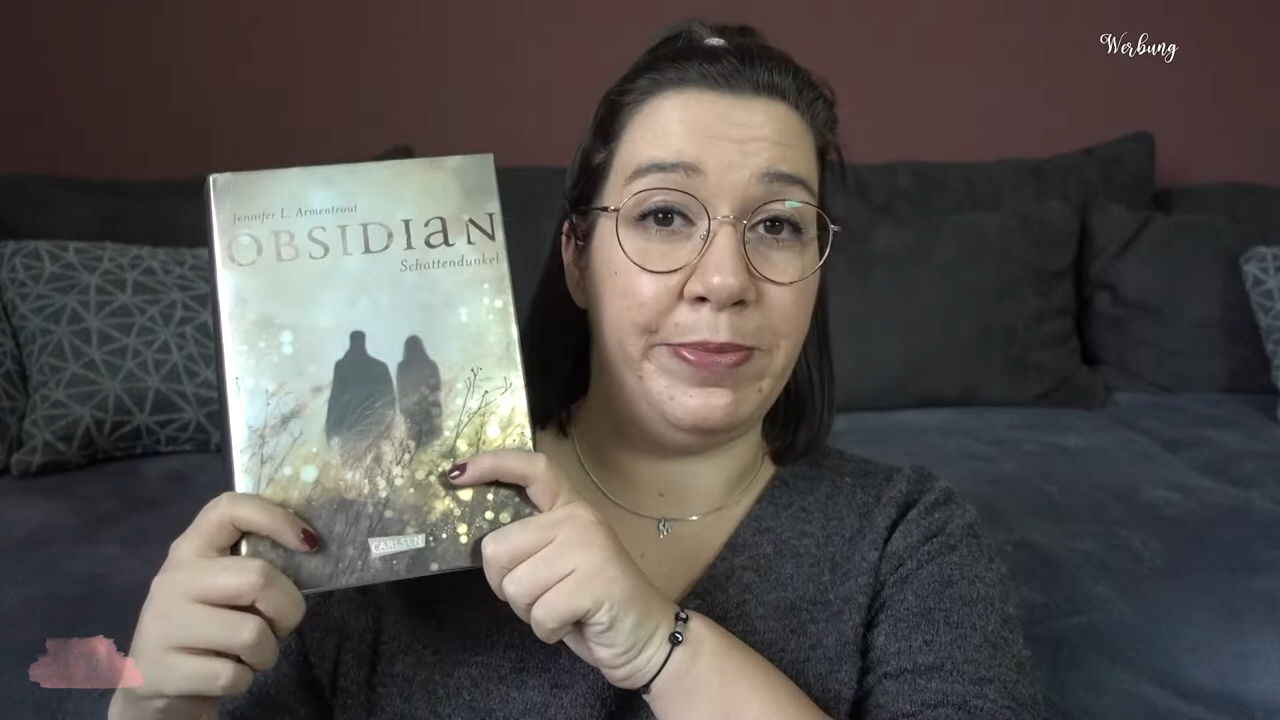 Werbung
Jennifer L. Armentrout
OBSIDIaN
Schattendunkel
CARLSEN